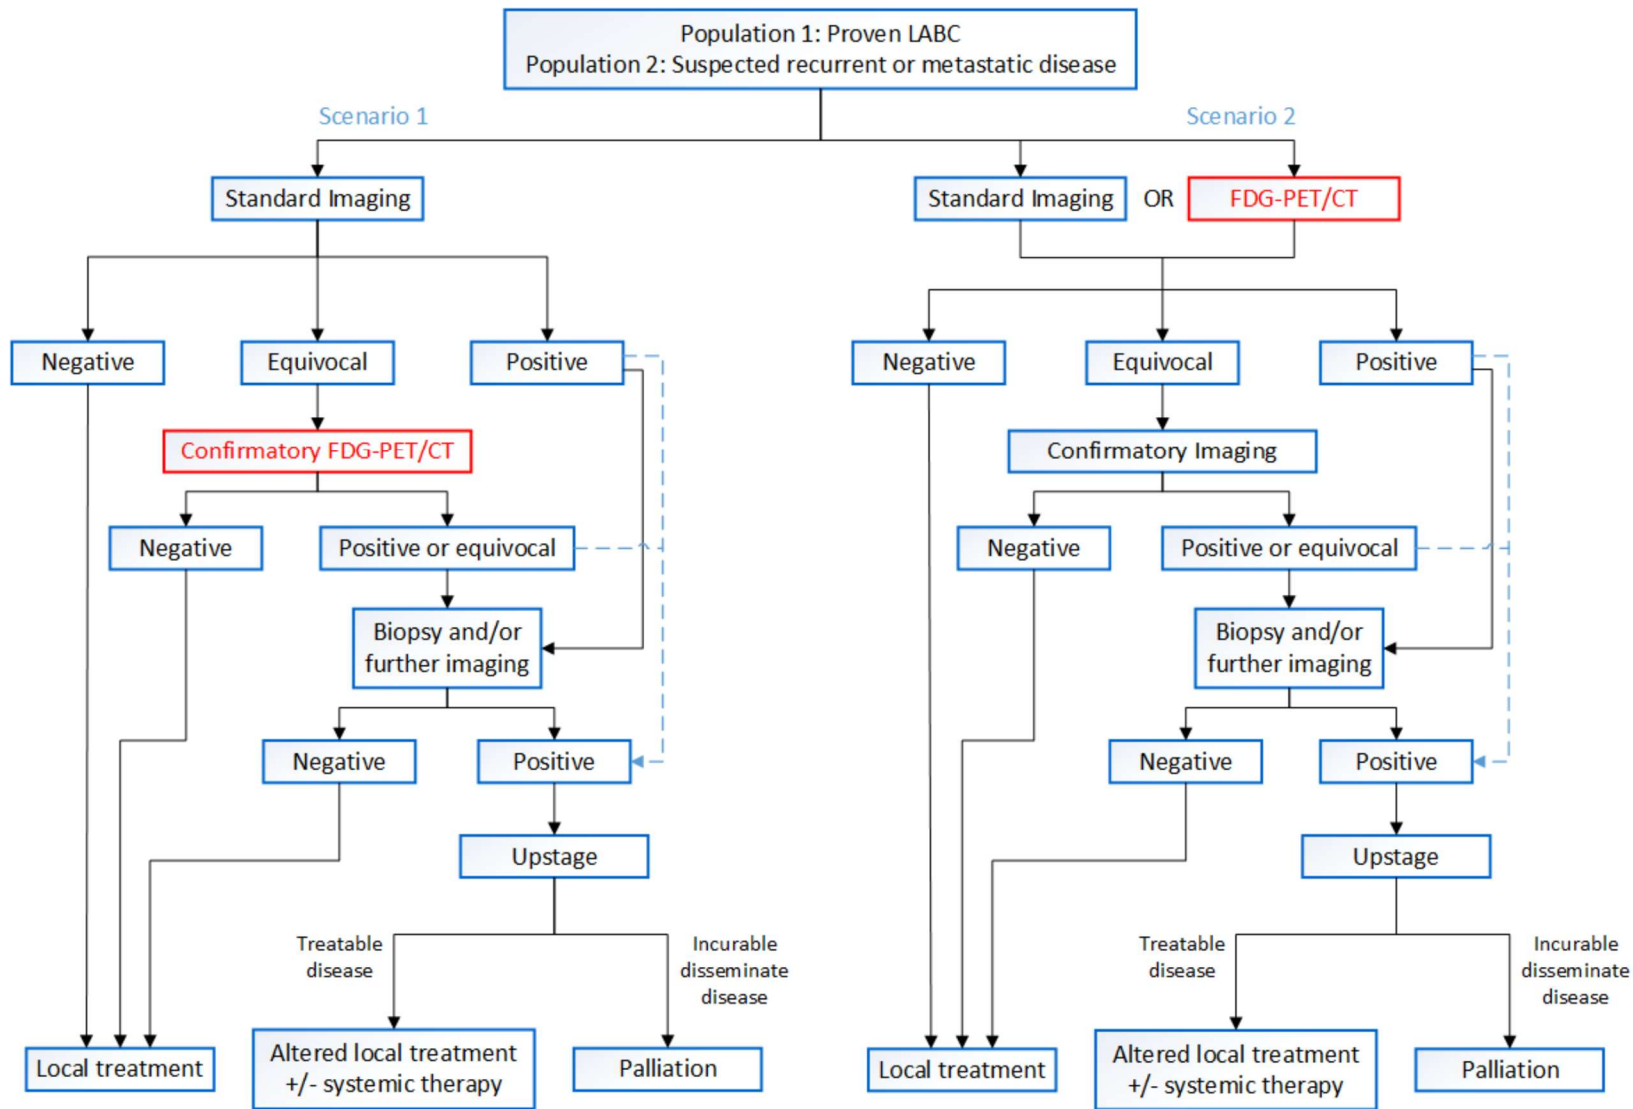 Population 1: Proven LABC
Population 2: Suspected recurrent or metastatic disease
Scenario 1
Scenario 2
Standard Imaging
Standard Imaging
OR
FDG-PET/CT
Negative
Equivocal
Positive
Negative
Equivocal
Positive
Confirmatory FDG-PET/CT
Confirmatory Imaging
Negative
Positive or equivocal
Negative
Positive or equivocal
Biopsy and/or
further imaging
Biopsy and/or
further imaging
Negative
Positive
Negative
Positive
Upstage
Upstage
Treatable
disease
Incurable
disseminate
disease
Treatable
disease
Incurable
disseminate
disease
Local treatment
Altered local treatment
+/- systemic therapy
Palliation
Local treatment
Altered local treatment
+/- systemic therapy
Palliation